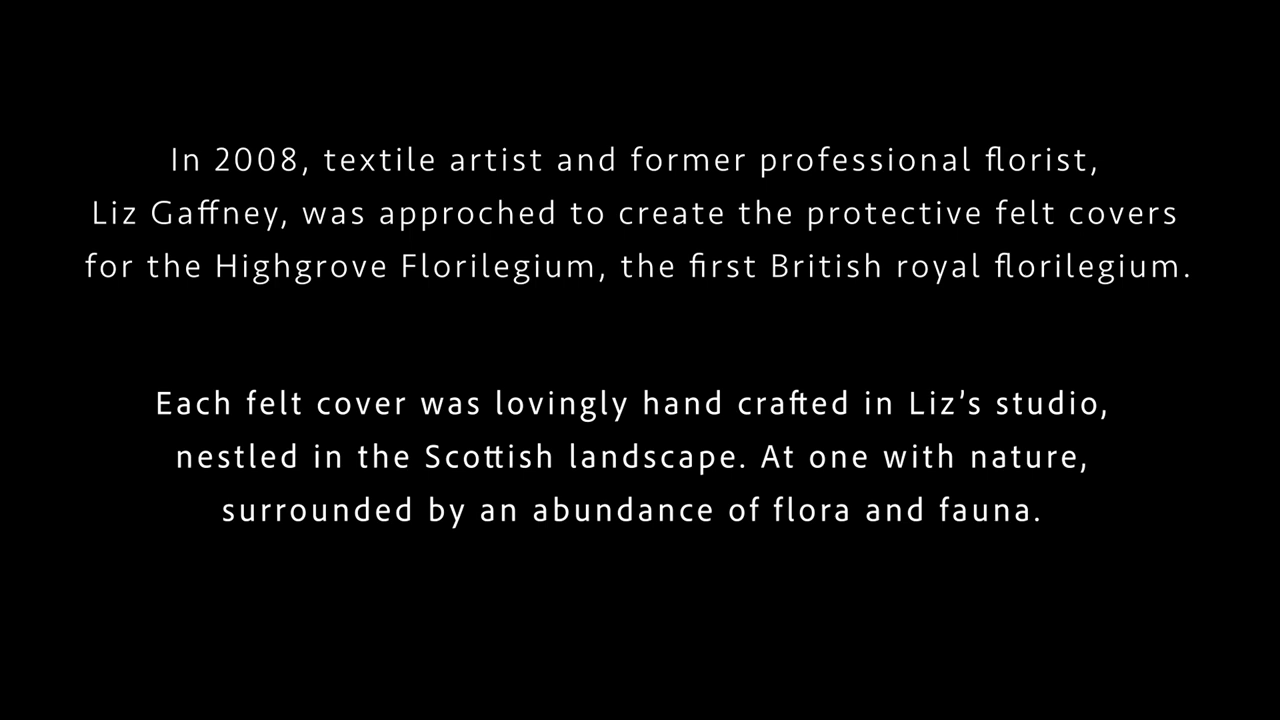 In 2008, textile artist and former professional florist,
Liz Gaffney, was approched to create the protective felt covers
for the Highgrove Florilegium, the first British royal florilegium.
Each felt cover was lovingly hand crafted in Liz’s studio,
nestled in the Scottish landscape. At one with nature,
surrounded by an abundance of flora and fauna.